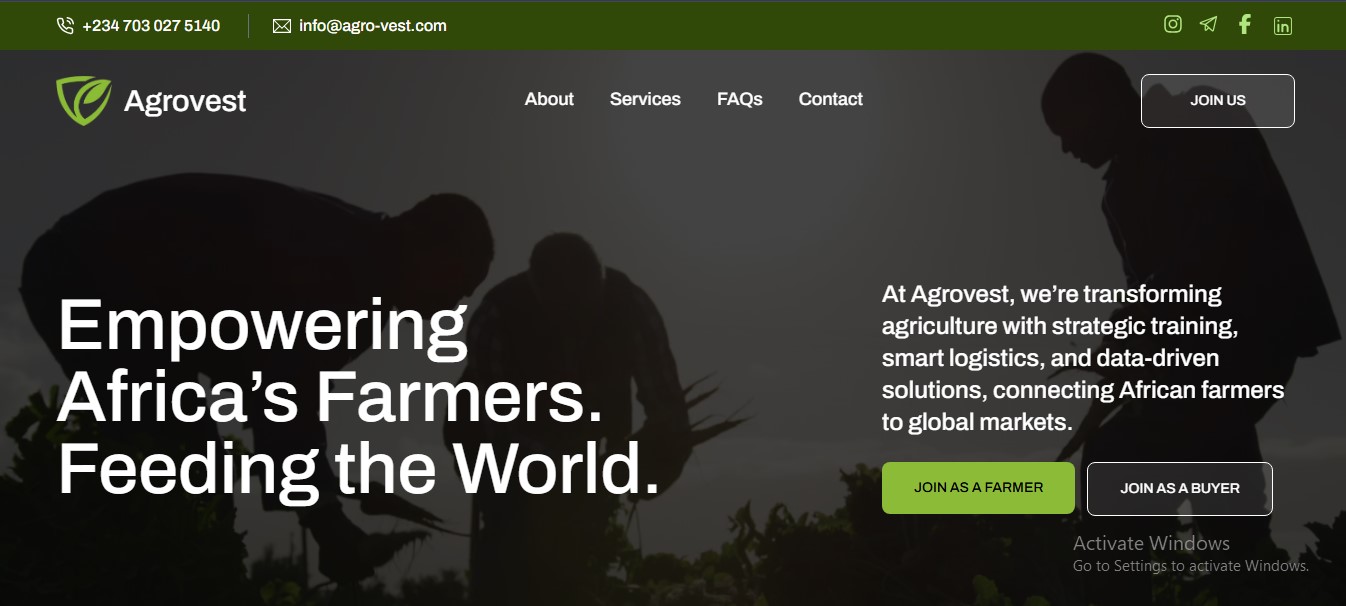 +234 703 027 5140
info@agro-vest.com
Agrovest
About
Services
FAQs
Contact
JOIN US
Empowering
Africa’s Farmers.
Feeding the World.
At Agrovest, we’re transforming
agriculture with strategic training,
smart logistics, and data-driven
solutions, connecting African farmers
to global markets.
JOIN AS A FARMER
JOIN AS A BUYER
Activate Windows
Go to Settings to activate Windows.